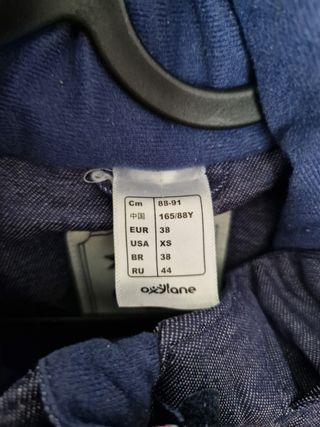 Cm 88-91
中国 165/88Y
EUR 38
USA XS
BR 38
RU 44
oxylane